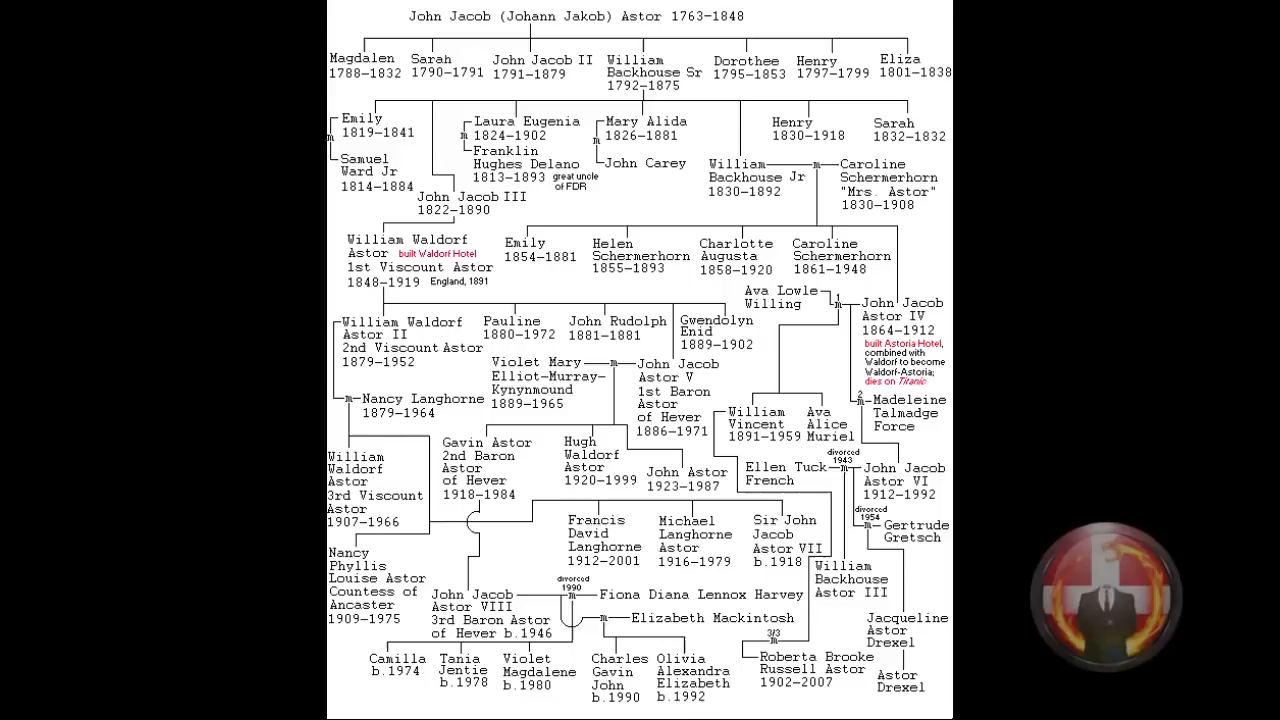 John Jacob (Johann Jakob) Astor 1763-1848
Magdalen
1788-1832
Sarah
1790-1791
John Jacob II
1791-1879
William
Backhouse Sr
1792-1875
Dorothee
1795-1853
Henry
1797-1799
Eliza
1801-1838
Emily
1819-1841
m
Samuel
Ward Jr
1814-1884
Laura Eugenia
1824-1902
m
Franklin
Hughes Delano
1813-1893
great uncle
of FDR
Mary Alida
1826-1881
m
John Carey
Henry
1830-1918
Sarah
1832-1832
William
Backhouse Jr
1830-1892
m
Caroline
Schermerhorn
"Mrs. Astor"
1830-1908
John Jacob III
1822-1890
William Waldorf
Astor built Waldorf Hotel
1st Viscount Astor
1848-1919 England, 1891
Emily
1854-1881
Helen
Schermerhorn
1855-1893
Charlotte
Augusta
1858-1920
Caroline
Schermerhorn
1861-1948
Ava Lowle
Willing
1
m
John Jacob
Astor IV
1864-1912
built Astoria Hotel,
combined with
Waldorf to become
Waldorf-Astoria;
dies on Titanic
William Waldorf
Astor II
2nd Viscount Astor
1879-1952
Pauline
1880-1972
John Rudolph
1881-1881
Gwendolyn
Enid
1889-1902
Violet Mary
Elliot-Murray-
Kynynmound
1889-1965
m
John Jacob
Astor V
1st Baron
Astor
of Hever
1886-1971
m
Nancy Langhorne
1879-1964
2
m
Madeleine
Talmadge
Force
William
Vincent
1891-1959
Ava
Alice
Muriel
William
Waldorf
Astor
3rd Viscount
Astor
1907-1966
Gavin Astor
2nd Baron
Astor
of Hever
1918-1984
Hugh
Waldorf
Astor
1920-1999
John Astor
1923-1987
Ellen Tuck
French
divorced
1943
m
John Jacob
Astor VI
1912-1992
divorced
1954
m
Gertrude
Gretsch
Francis
David
Langhorne
1912-2001
Michael
Langhorne
Astor
1916-1979
Sir John
Jacob
Astor VII
b.1918
Nancy
Phyllis
Louise Astor
Countess of
Ancaster
1909-1975
William
Backhouse
Astor III
John Jacob
Astor VIII
3rd Baron Astor
of Hever b.1946
divorced
1990
m
Fiona Diana Lennox Harvey
m
Elizabeth Mackintosh
Jacqueline
Astor
Drexel
Camilla
b.1974
Tania
Jentie
b.1978
Violet
Magdalene
b.1980
Charles
Gavin
John
b.1990
Olivia
Alexandra
Elizabeth
b.1992
3/3
m
Roberta Brooke
Russell Astor
1902-2007
Astor
Drexel